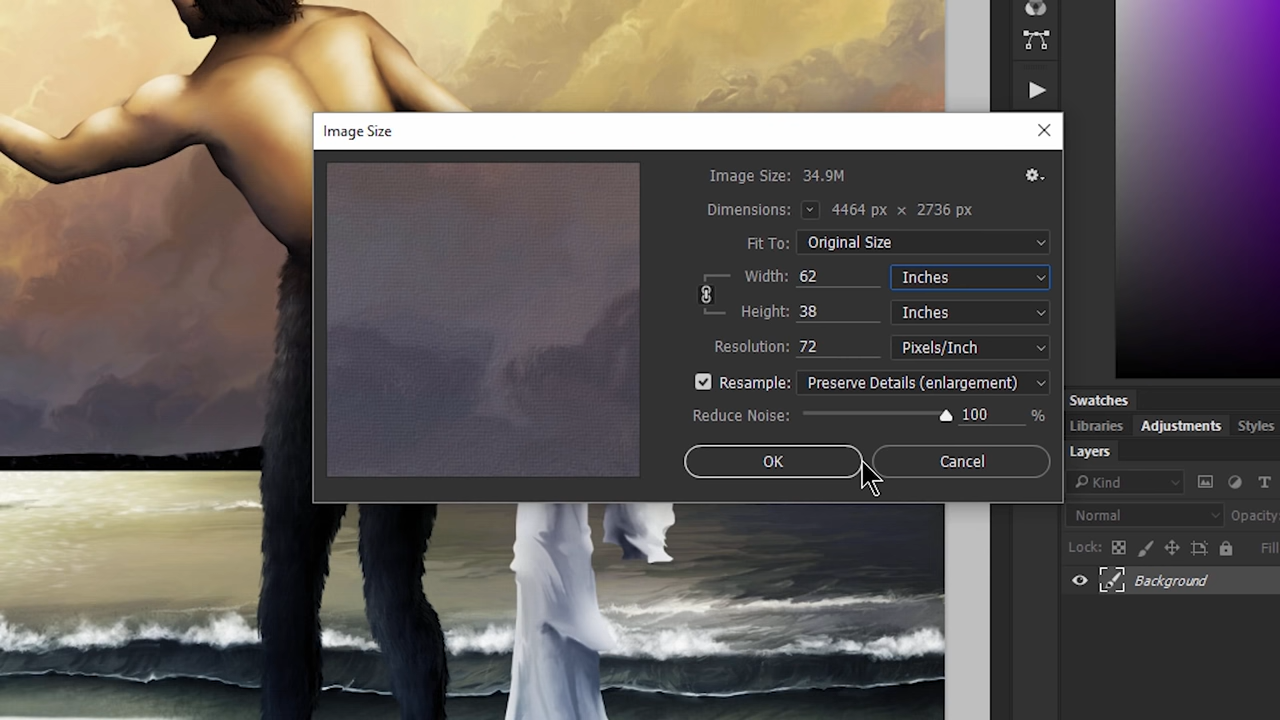 Image Size
Image Size: 34.9M
Dimensions: 4464 px × 2736 px
Fit To: Original Size
Width: 62 Inches
Height: 38 Inches
Resolution: 72 Pixels/Inch
Resample: Preserve Details (enlargement)
Reduce Noise: 100 %
OK Cancel
Swatches
Libraries Adjustments Styles
Layers
Kind T
Normal Opacity
Lock: Fill
Background